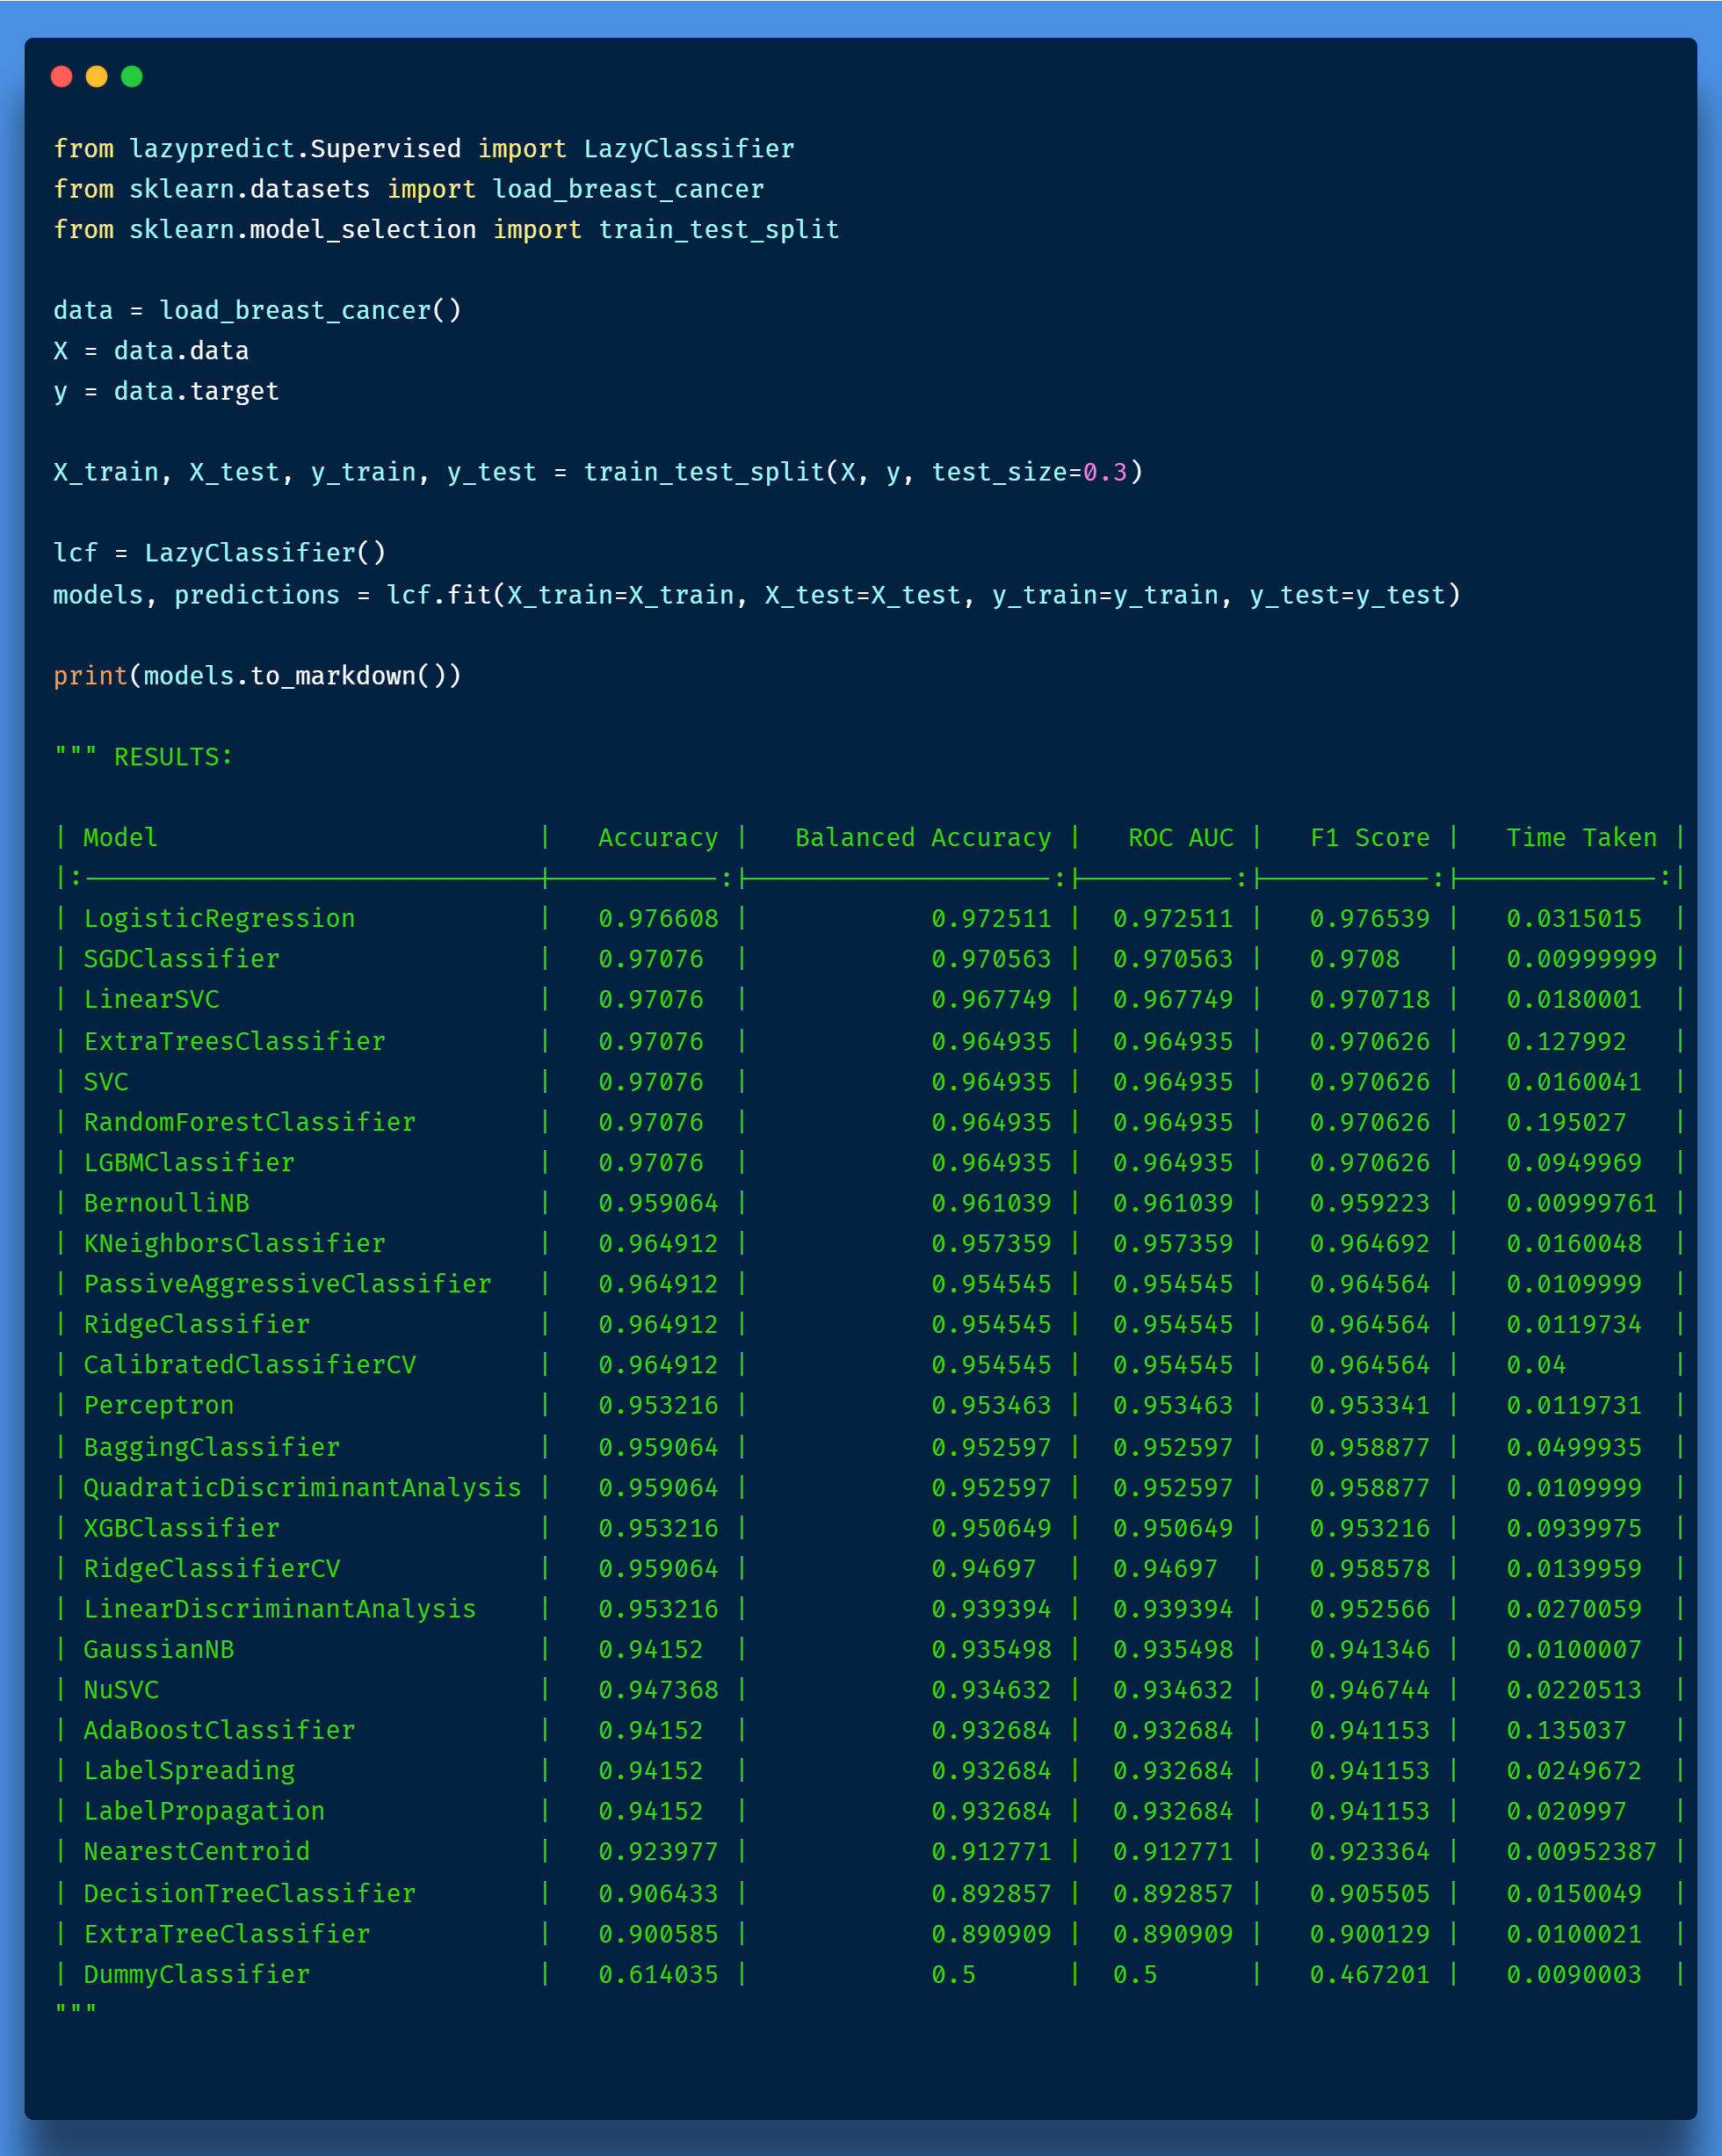 from lazypredict.Supervised import LazyClassifier
from sklearn.datasets import load_breast_cancer
from sklearn.model_selection import train_test_split

data = load_breast_cancer()
X = data.data
y = data.target

X_train, X_test, y_train, y_test = train_test_split(X, y, test_size=0.3)

lcf = LazyClassifier()
models, predictions = lcf.fit(X_train=X_train, X_test=X_test, y_train=y_train, y_test=y_test)

print(models.to_markdown())

""" RESULTS:

| Model                         |   Accuracy |   Balanced Accuracy |   ROC AUC |   F1 Score |   Time Taken |
|:------------------------------|-----------:|--------------------:|----------:|-----------:|-------------:|
| LogisticRegression            |   0.976608 |            0.972511 |  0.972511 |   0.976539 |   0.0315015  |
| SGDClassifier                 |   0.97076  |            0.970563 |  0.970563 |   0.9708   |   0.00999999 |
| LinearSVC                     |   0.97076  |            0.967749 |  0.967749 |   0.970718 |   0.0180001  |
| ExtraTreesClassifier          |   0.97076  |            0.964935 |  0.964935 |   0.970626 |   0.127992   |
| SVC                           |   0.97076  |            0.964935 |  0.964935 |   0.970626 |   0.0160041  |
| RandomForestClassifier        |   0.97076  |            0.964935 |  0.964935 |   0.970626 |   0.195027   |
| LGBMClassifier                |   0.97076  |            0.964935 |  0.964935 |   0.970626 |   0.0949969  |
| BernoulliNB                   |   0.959064 |            0.961039 |  0.961039 |   0.959223 |   0.00999761 |
| KNeighborsClassifier          |   0.964912 |            0.957359 |  0.957359 |   0.964692 |   0.0160048  |
| PassiveAggressiveClassifier   |   0.964912 |            0.954545 |  0.954545 |   0.964564 |   0.0109999  |
| RidgeClassifier               |   0.964912 |            0.954545 |  0.954545 |   0.964564 |   0.0119734  |
| CalibratedClassifierCV        |   0.964912 |            0.954545 |  0.954545 |   0.964564 |   0.04       |
| Perceptron                    |   0.953216 |            0.953463 |  0.953463 |   0.953341 |   0.0119731  |
| BaggingClassifier             |   0.959064 |            0.952597 |  0.952597 |   0.958877 |   0.0499935  |
| QuadraticDiscriminantAnalysis |   0.959064 |            0.952597 |  0.952597 |   0.958877 |   0.0109999  |
| XGBClassifier                 |   0.953216 |            0.950649 |  0.950649 |   0.953216 |   0.0939975  |
| RidgeClassifierCV             |   0.959064 |            0.94697  |  0.94697  |   0.958578 |   0.0139959  |
| LinearDiscriminantAnalysis    |   0.953216 |            0.939394 |  0.939394 |   0.952566 |   0.0270059  |
| GaussianNB                    |   0.94152  |            0.935498 |  0.935498 |   0.941346 |   0.0100007  |
| NuSVC                         |   0.947368 |            0.934632 |  0.934632 |   0.946744 |   0.0220513  |
| AdaBoostClassifier            |   0.94152  |            0.932684 |  0.932684 |   0.941153 |   0.135037   |
| LabelSpreading                |   0.94152  |            0.932684 |  0.932684 |   0.941153 |   0.0249672  |
| LabelPropagation              |   0.94152  |            0.932684 |  0.932684 |   0.941153 |   0.020997   |
| NearestCentroid               |   0.923977 |            0.912771 |  0.912771 |   0.923364 |   0.00952387 |
| DecisionTreeClassifier        |   0.906433 |            0.892857 |  0.892857 |   0.905505 |   0.0150049  |
| ExtraTreeClassifier           |   0.900585 |            0.890909 |  0.890909 |   0.900129 |   0.0100021  |
| DummyClassifier               |   0.614035 |            0.5      |  0.5      |   0.467201 |   0.0090003  |
"""